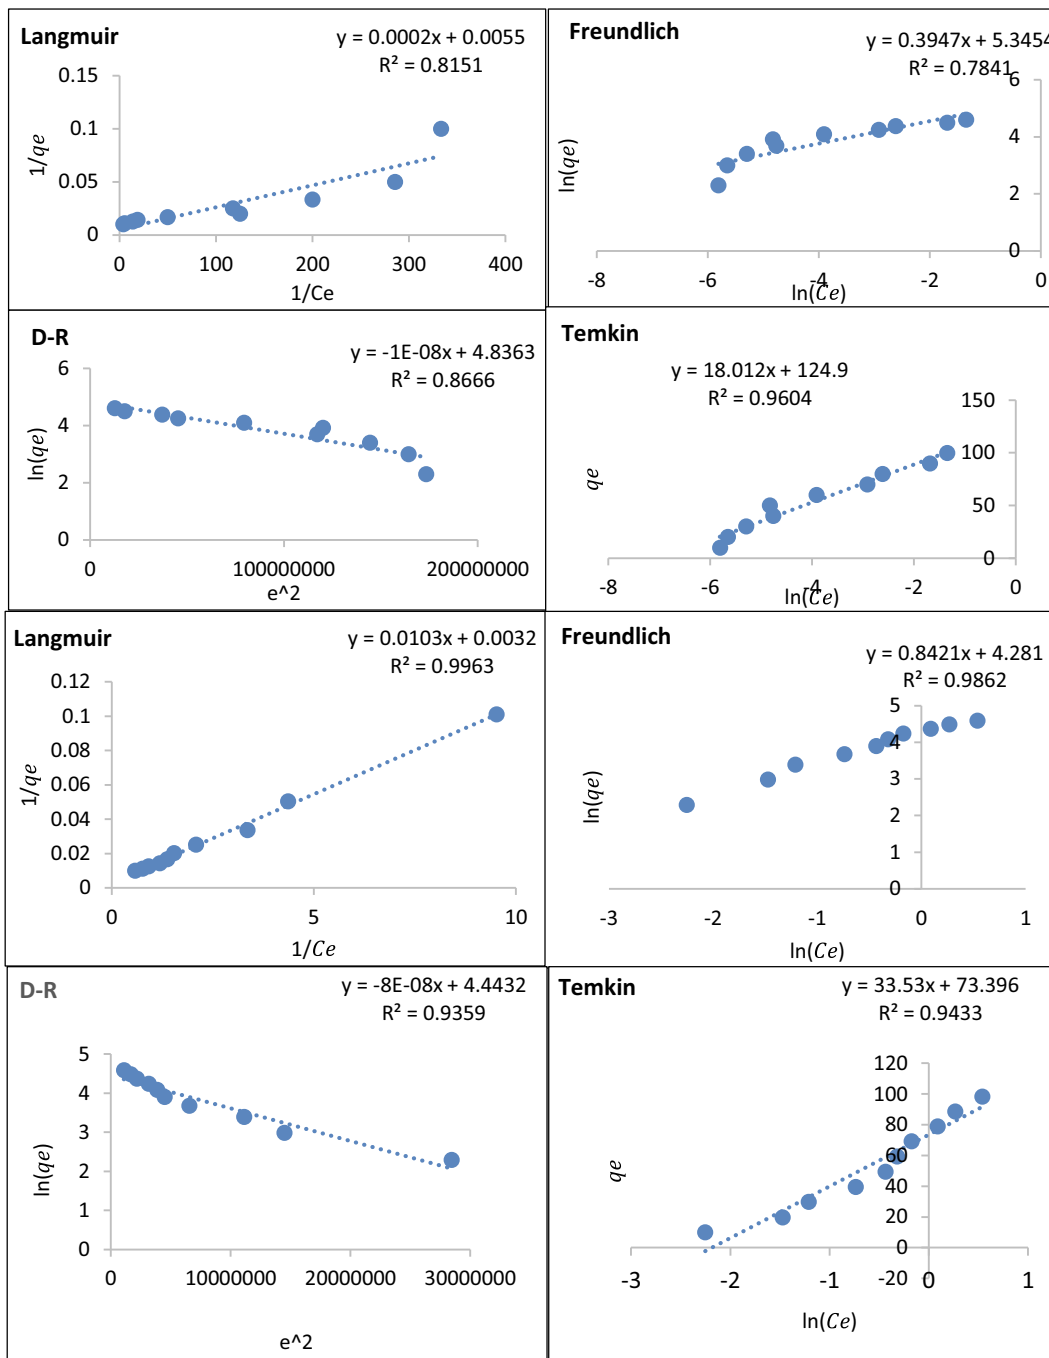 Langmuir
y = 0.0002x + 0.0055
R² = 0.8151
0.15
0.1
0.05
0
1/qe
0 100 200 300 400
1/Ce
Freundlich
y = 0.3947x + 5.3454
R² = 0.7841
6
4
2
0
ln(qe)
-8 -6 -4 -2 0
ln(Ce)
D-R
y = -1E-08x + 4.8363
R² = 0.8666
6
4
2
0
ln(qe)
0 100000000 200000000
e^2
Temkin
y = 18.012x + 124.9
R² = 0.9604
150
100
50
0
qe
-8 -6 -4 -2 0
ln(Ce)
Langmuir
y = 0.0103x + 0.0032
R² = 0.9963
0.12
0.1
0.08
0.06
0.04
0.02
0
1/qe
0 5 10
1/Ce
Freundlich
y = 0.8421x + 4.281
R² = 0.9862
5
4
3
2
1
0
ln(qe)
-3 -2 -1 0 1
ln(Ce)
D-R
y = -8E-08x + 4.4432
R² = 0.9359
5
4
3
2
1
0
ln(qe)
0 10000000 20000000 30000000
e^2
Temkin
y = 33.53x + 73.396
R² = 0.9433
120
100
80
60
40
20
0
-20
qe
-3 -2 -1 0 1
ln(Ce)